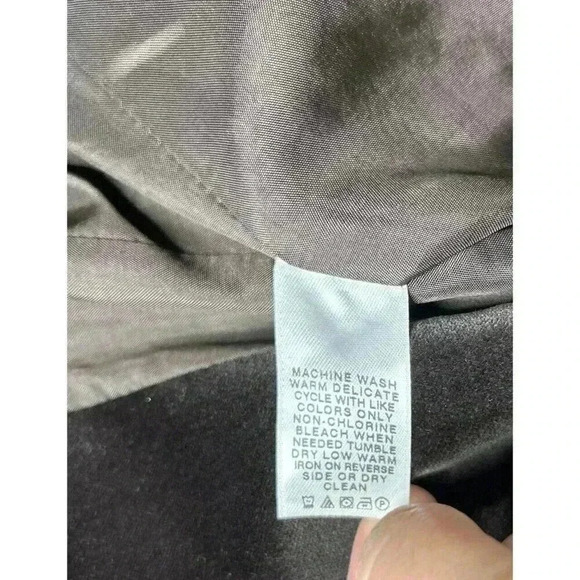 MACHINE WASH
WARM DELICATE
CYCLE WITH LIKE
COLORS ONLY
NON-CHLORINE
BLEACH WHEN
NEEDED TUMBLE
DRY LOW WARM
IRON ON REVERSE
SIDE OR DRY
CLEAN
P